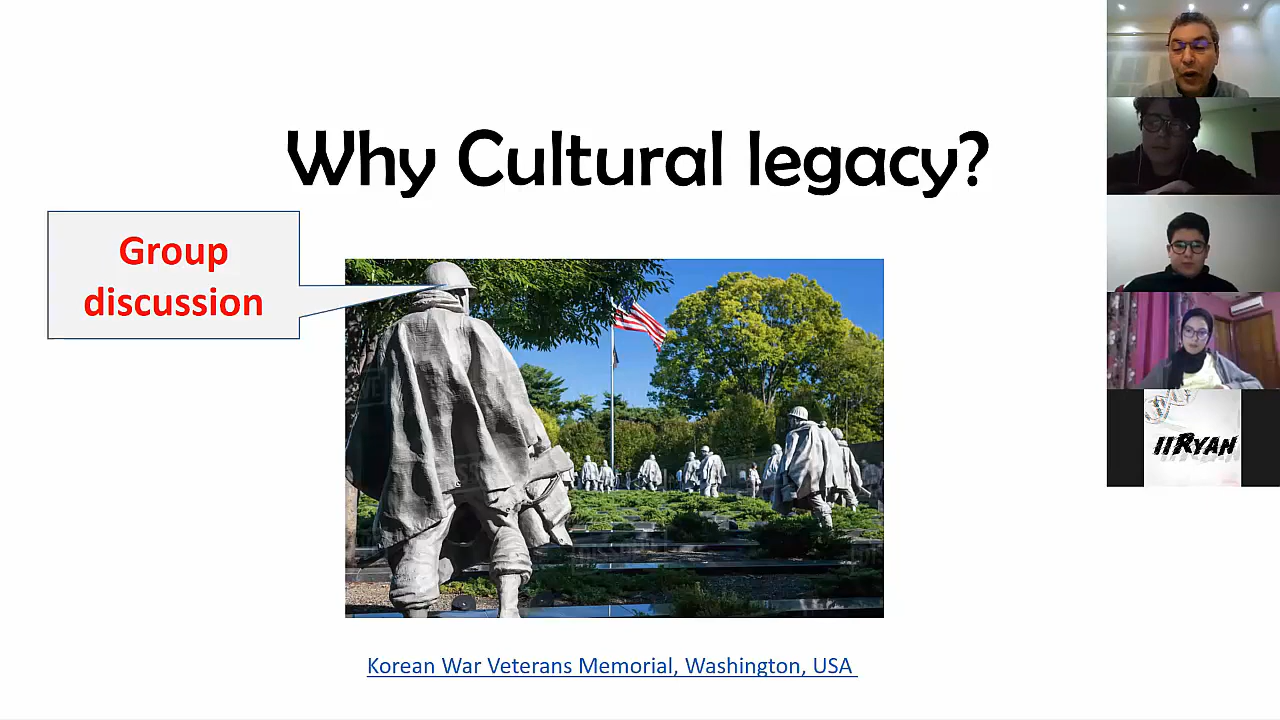 Why Cultural legacy?
Group
discussion
Korean War Veterans Memorial, Washington, USA
IIRYAN